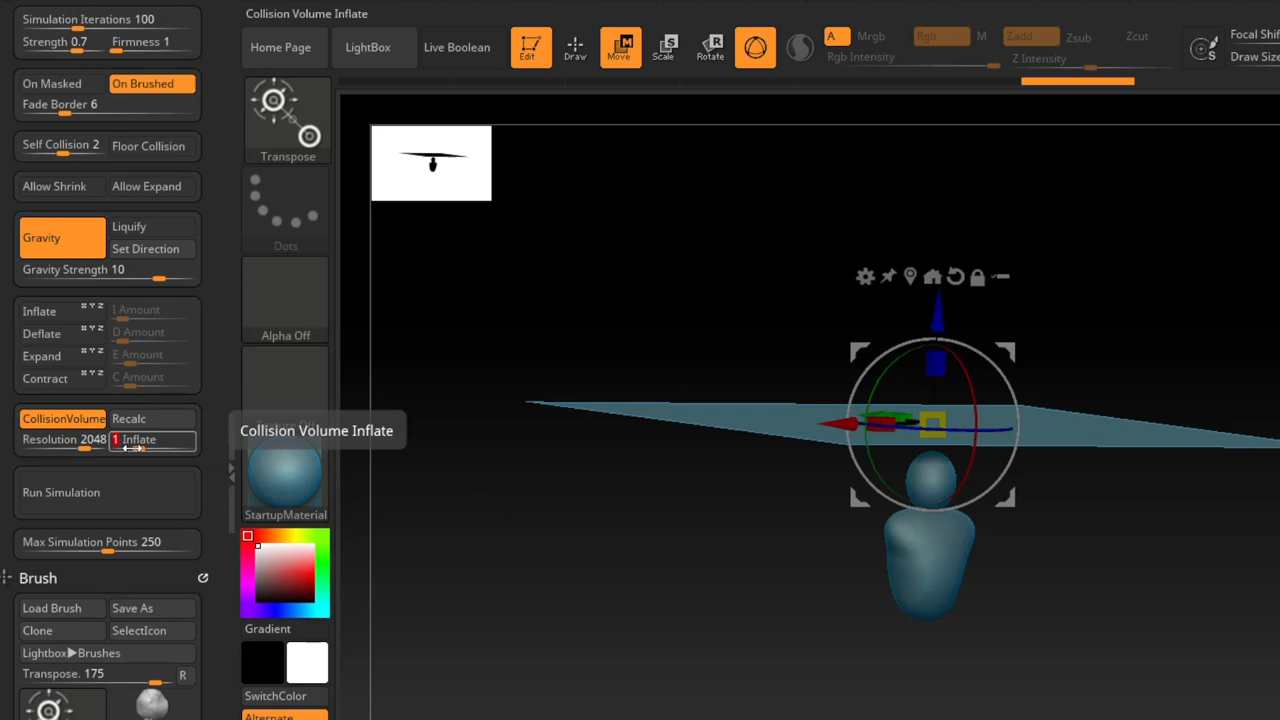 Simulation Iterations 100
Strength 0.7 Firmness 1
On Masked On Brushed
Fade Border 6
Self Collision 2 Floor Collision
Allow Shrink Allow Expand
Gravity
Liquify
Set Direction
Gravity Strength 10
Inflate X Y Z I Amount
Deflate X Y Z D Amount
Expand X Y Z E Amount
Contract X Y Z C Amount
CollisionVolume Recalc
Resolution 2048 1 Inflate
Run Simulation
Max Simulation Points 250
Brush
Load Brush Save As
Clone SelectIcon
Lightbox▶Brushes
Transpose. 175 R
Collision Volume Inflate
Home Page LightBox Live Boolean
Edit Draw Move Scale Rotate
M S R
A Mrgb Rgb M Zadd Zsub Zcut
Rgb Intensity Z Intensity
S
Focal Shif
Draw Size
Transpose
Dots
Alpha Off
Collision Volume Inflate
StartupMaterial
Gradient
SwitchColor
Alternate